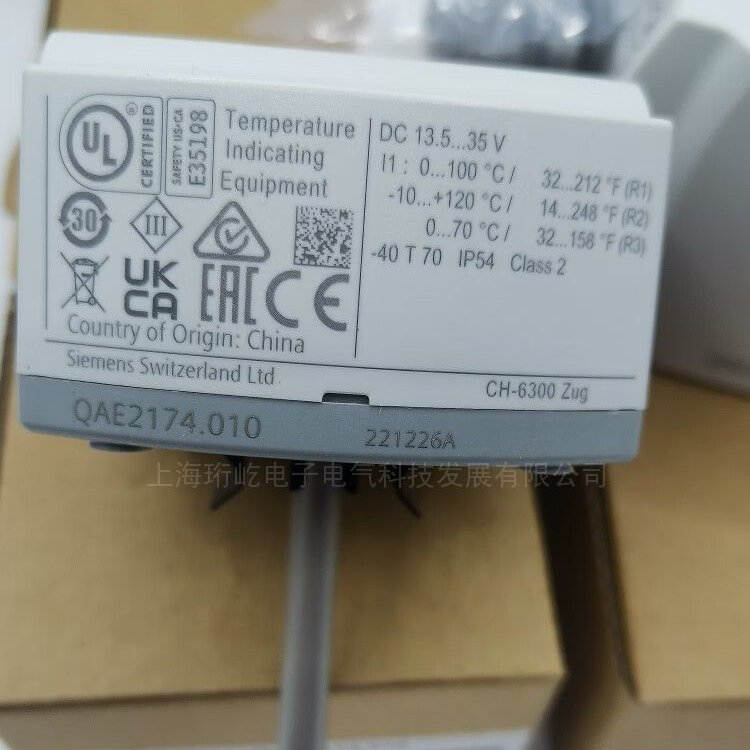 UL
®
CERTIFIED
SAFETY US•CA
E35198
Temperature
Indicating
Equipment
DC 13.5...35 V
I1 : 0...100 °C / 32...212 °F (R1)
-10...+120 °C / 14...248 °F (R2)
0...70 °C / 32...158 °F (R3)
-40 T 70 IP54 Class 2
30
III
UK
CA
EAC
CE
Country of Origin: China
Siemens Switzerland Ltd
CH-6300 Zug
QAE2174.010
221226A
上海珩屹电子电气科技发展有限公司